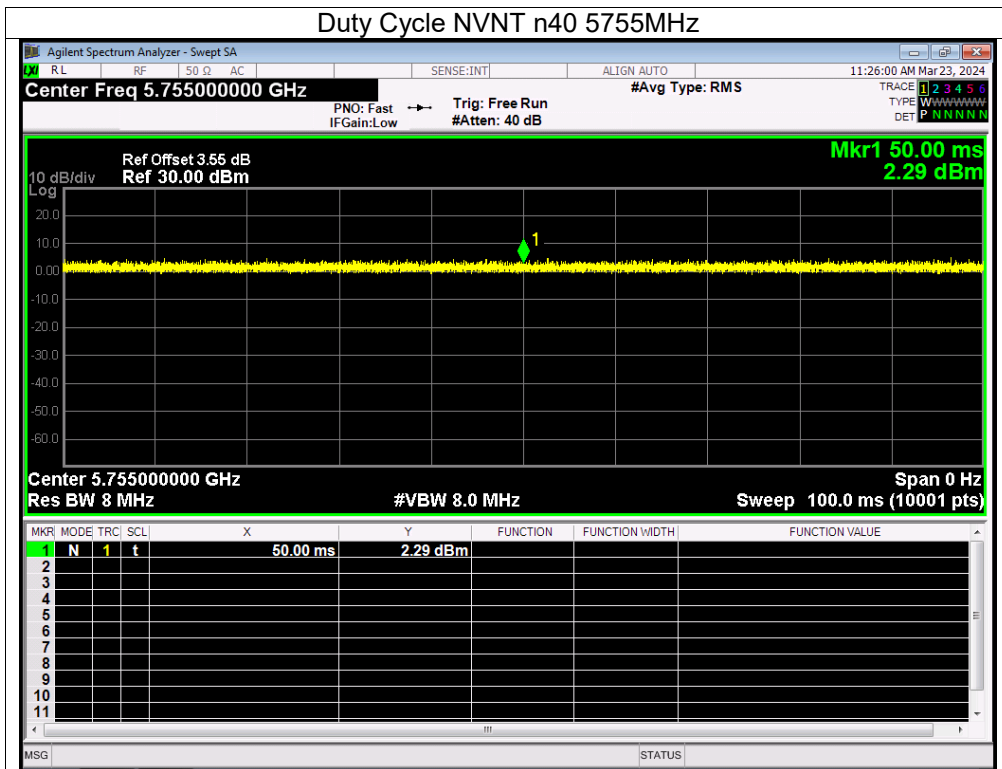 Duty Cycle NVNT n40 5755MHz
Agilent Spectrum Analyzer - Swept SA
LXI RL RF 50 Ω AC SENSE:INT ALIGN AUTO 11:26:00 AM Mar 23, 2024
Center Freq 5.755000000 GHz #Avg Type: RMS TRACE 1 2 3 4 5 6
PNO: Fast Trig: Free Run TYPE WWWWWW
IFGain:Low #Atten: 40 dB DET P N N N N N
Mkr1 50.00 ms
Ref Offset 3.55 dB
10 dB/div Ref 30.00 dBm 2.29 dBm
Log
20.0
10.0
1
0.00
-10.0
-20.0
-30.0
-40.0
-50.0
-60.0
Center 5.755000000 GHz Span 0 Hz
Res BW 8 MHz #VBW 8.0 MHz Sweep 100.0 ms (10001 pts)
MKR MODE TRC SCL X Y FUNCTION FUNCTION WIDTH FUNCTION VALUE
1 N 1 t 50.00 ms 2.29 dBm
2
3
4
5
6
7
8
9
10
11
MSG STATUS